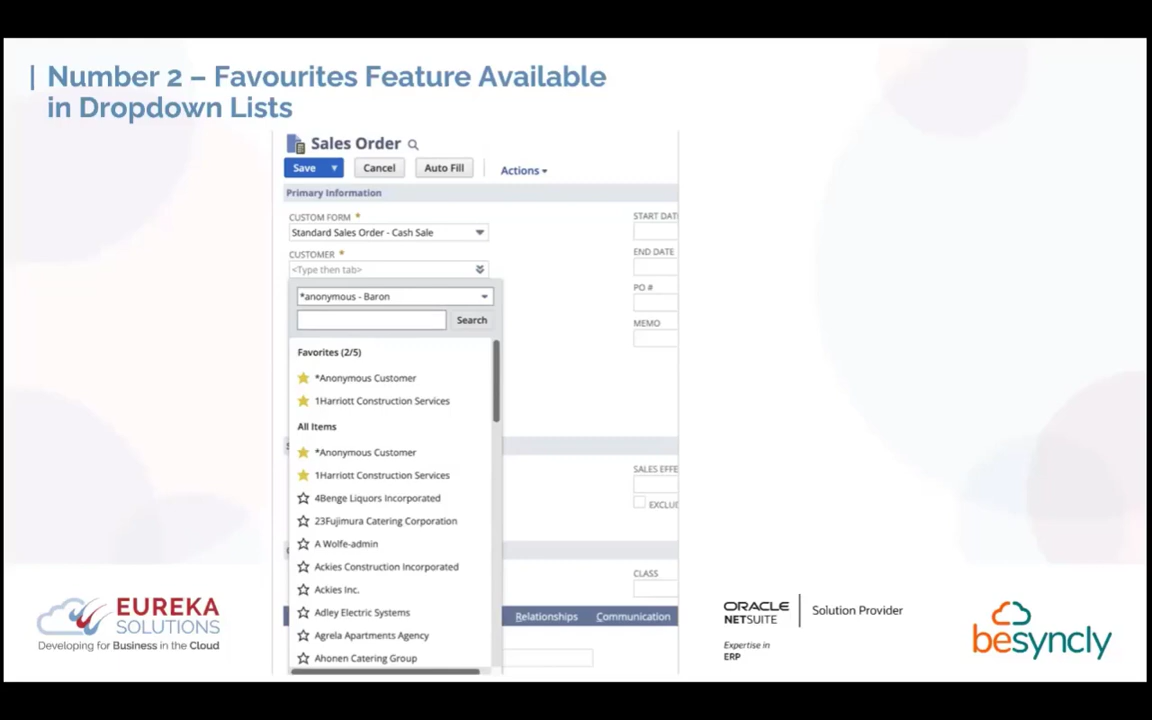 | Number 2 – Favourites Feature Available
in Dropdown Lists
Sales Order
Save
Cancel
Auto Fill
Actions
Primary Information
CUSTOM FORM *
Standard Sales Order - Cash Sale
CUSTOMER *
<Type then tab>
*anonymous - Baron
Search
Favorites (2/5)
*Anonymous Customer
1Harriott Construction Services
All Items
*Anonymous Customer
1Harriott Construction Services
4Benge Liquors Incorporated
23Fujimura Catering Corporation
A Wolfe-admin
Ackies Construction Incorporated
Ackies Inc.
Adley Electric Systems
Agrela Apartments Agency
Ahonen Catering Group
START DAT
END DATE
PO #
MEMO
SALES EFFE
EXCLU
CLASS
Relationships
Communication
EUREKA
SOLUTIONS
Developing for Business in the Cloud
ORACLE
NETSUITE
Solution Provider
Expertise in
ERP
besyncly